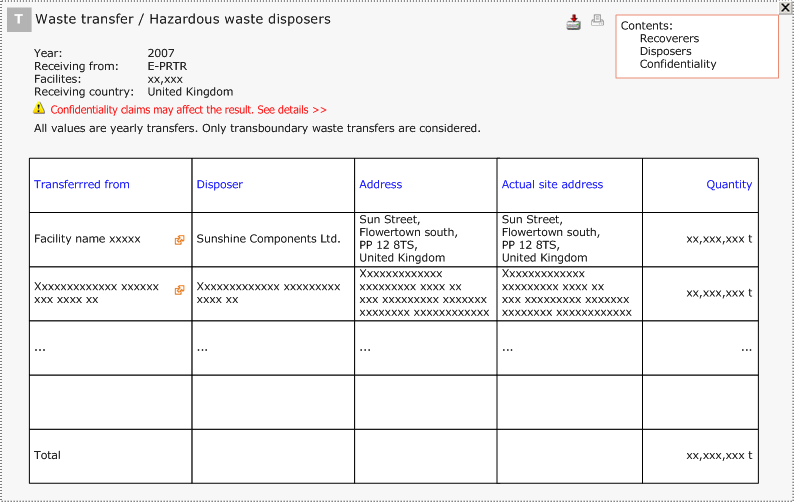 T Waste transfer / Hazardous waste disposers
Contents:
Recoverers
Disposers
Confidentiality
Year: 2007
Receiving from: E-PRTR
Facilites: xx,xxx
Receiving country: United Kingdom
Confidentiality claims may affect the result. See details >>
All values are yearly transfers. Only transboundary waste transfers are considered.
Transferrred from Disposer Address Actual site address Quantity
Facility name xxxxx
Sunshine Components Ltd.
Sun Street,
Flowertown south,
PP 12 8TS,
United Kingdom
Sun Street,
Flowertown south,
PP 12 8TS,
United Kingdom
xx,xxx,xxx t
Xxxxxxxxxxxxx xxxxxx
xxx xxxx xx
Xxxxxxxxxxxxx xxxxxxxxx
xxxx xx
Xxxxxxxxxxxxx
xxxxxxxxx xxxx xx
xxx xxxxxxxxx xxxxxxx
xxxxxxxx xxxxxxxxxxxx
Xxxxxxxxxxxxx
xxxxxxxxx xxxx xx
xxx xxxxxxxxx xxxxxxx
xxxxxxxx xxxxxxxxxxxx
xx,xxx,xxx t
... ... ... ... ...
Total xx,xxx,xxx t